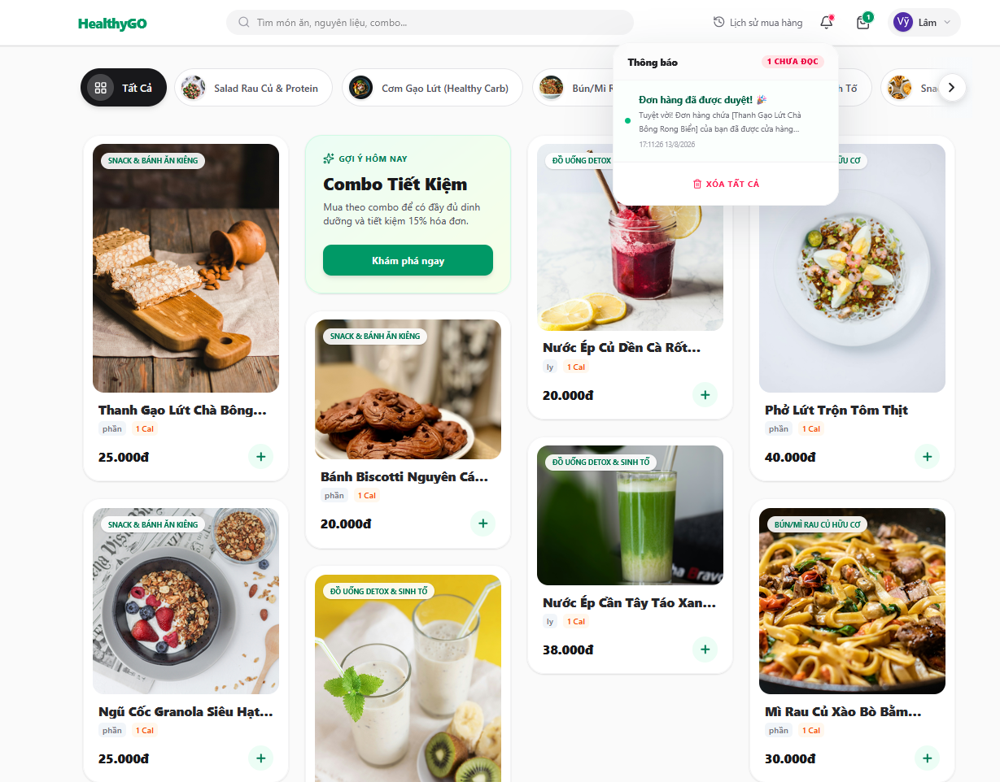 HealthyGO
Tìm món ăn, nguyên liệu, combo...
Lịch sử mua hàng
1
Vỹ
Lâm
Thông báo
1 CHƯA ĐỌC
Đơn hàng đã được duyệt! 🎉
Tuyệt vời! Đơn hàng chứa [Thanh Gạo Lứt Chà
Bông Rong Biển] của bạn đã được cửa hàng...
17:11:26 13/8/2026
XÓA TẤT CẢ
Tất Cả
Salad Rau Củ & Protein
Cơm Gạo Lứt (Healthy Carb)
Bún/Mì
Tố
SNACK & BÁNH ĂN KIÊNG
Thanh Gạo Lứt Chà Bông...
phần
1 Cal
25.000đ
GỢI Ý HÔM NAY
Combo Tiết Kiệm
Mua theo combo để có đầy đủ dinh
dưỡng và tiết kiệm 15% hóa đơn.
Khám phá ngay
ĐỒ UỐNG DETOX
Nước Ép Củ Dền Cà Rốt...
ly
1 Cal
20.000đ
CƠ
Phở Lứt Trộn Tôm Thịt
phần
1 Cal
40.000đ
SNACK & BÁNH ĂN KIÊNG
Bánh Biscotti Nguyên Cá...
phần
1 Cal
20.000đ
ĐỒ UỐNG DETOX & SINH TỐ
Nước Ép Cần Tây Táo Xan...
ly
1 Cal
38.000đ
SNACK & BÁNH ĂN KIÊNG
Ngũ Cốc Granola Siêu Hạt...
phần
1 Cal
25.000đ
ĐỒ UỐNG DETOX & SINH TỐ
BÚN/MÌ RAU CỦ HỮU CƠ
Mì Rau Củ Xào Bò Bằm...
phần
1 Cal
30.000đ